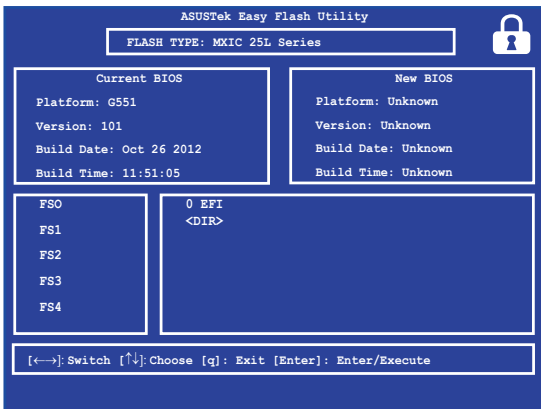 ASUSTek Easy Flash Utility
FLASH TYPE: MXIC 25L Series
Current BIOS
Platform: G551
Version: 101
Build Date: Oct 26 2012
Build Time: 11:51:05
New BIOS
Platform: Unknown
Version: Unknown
Build Date: Unknown
Build Time: Unknown
FSO
FS1
FS2
FS3
FS4
0 EFI
<DIR>
[←→]: Switch [↑↓]: Choose [q]: Exit [Enter]: Enter/Execute